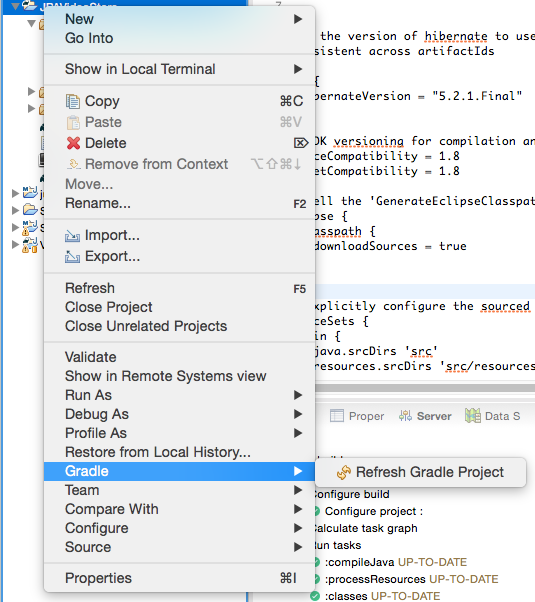 JPAVideoStore
7
New
Go Into
Show in Local Terminal
Copy ⌘C
Paste ⌘V
Delete ⌦
Remove from Context ⌥⇧⌘↓
Move...
Rename... F2
Import...
Export...
Refresh F5
Close Project
Close Unrelated Projects
Validate
Show in Remote Systems view
Run As
Debug As
Profile As
Restore from Local History...
Gradle
Team
Compare With
Configure
Source
Properties ⌘I
Refresh Gradle Project
the version of hibernate to use
sistent across artifactIds
{
bernateVersion = "5.2.1.Final"
DK versioning for compilation an
ceCompatibility = 1.8
etCompatibility = 1.8
ell the 'GenerateEclipseClasspat
pse {
asspath {
downloadSources = true
xplicitly configure the sourced
ceSets {
in {
java.srcDirs 'src'
resources.srcDirs 'src/resources
Proper
Server
Data S
Configure build
Configure project :
Calculate task graph
Run tasks
:compileJava UP-TO-DATE
:processResources UP-TO-DATE
:classes UP-TO-DATE